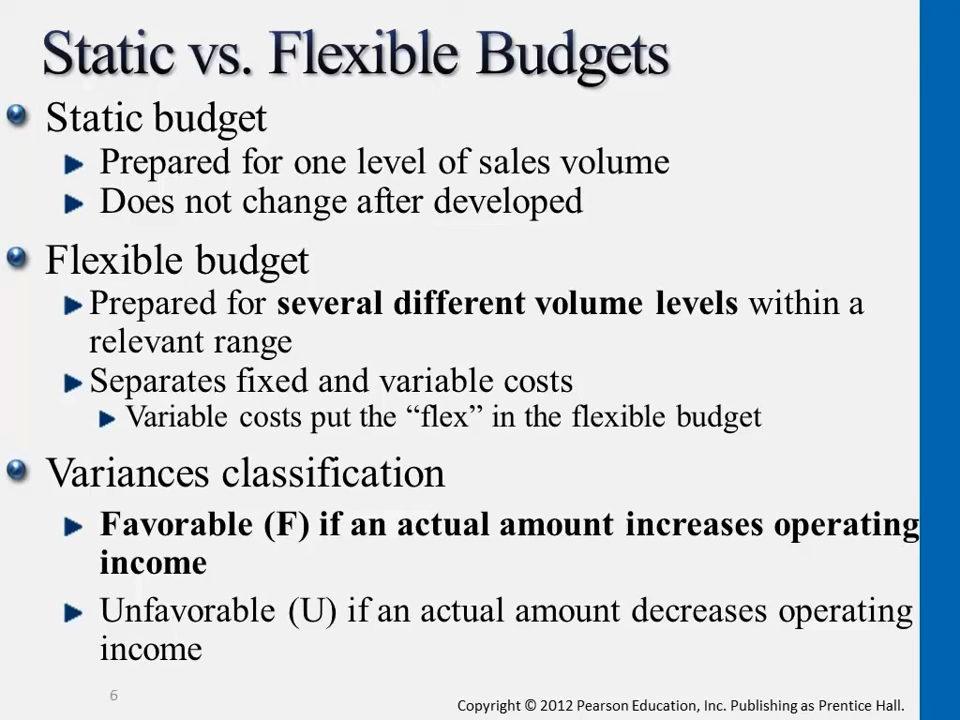 Static vs. Flexible Budgets
Static budget
Prepared for one level of sales volume
Does not change after developed
Flexible budget
Prepared for several different volume levels within a
relevant range
Separates fixed and variable costs
Variable costs put the “flex” in the flexible budget
Variances classification
Favorable (F) if an actual amount increases operating
income
Unfavorable (U) if an actual amount decreases operating
income
6
Copyright © 2012 Pearson Education, Inc. Publishing as Prentice Hall.